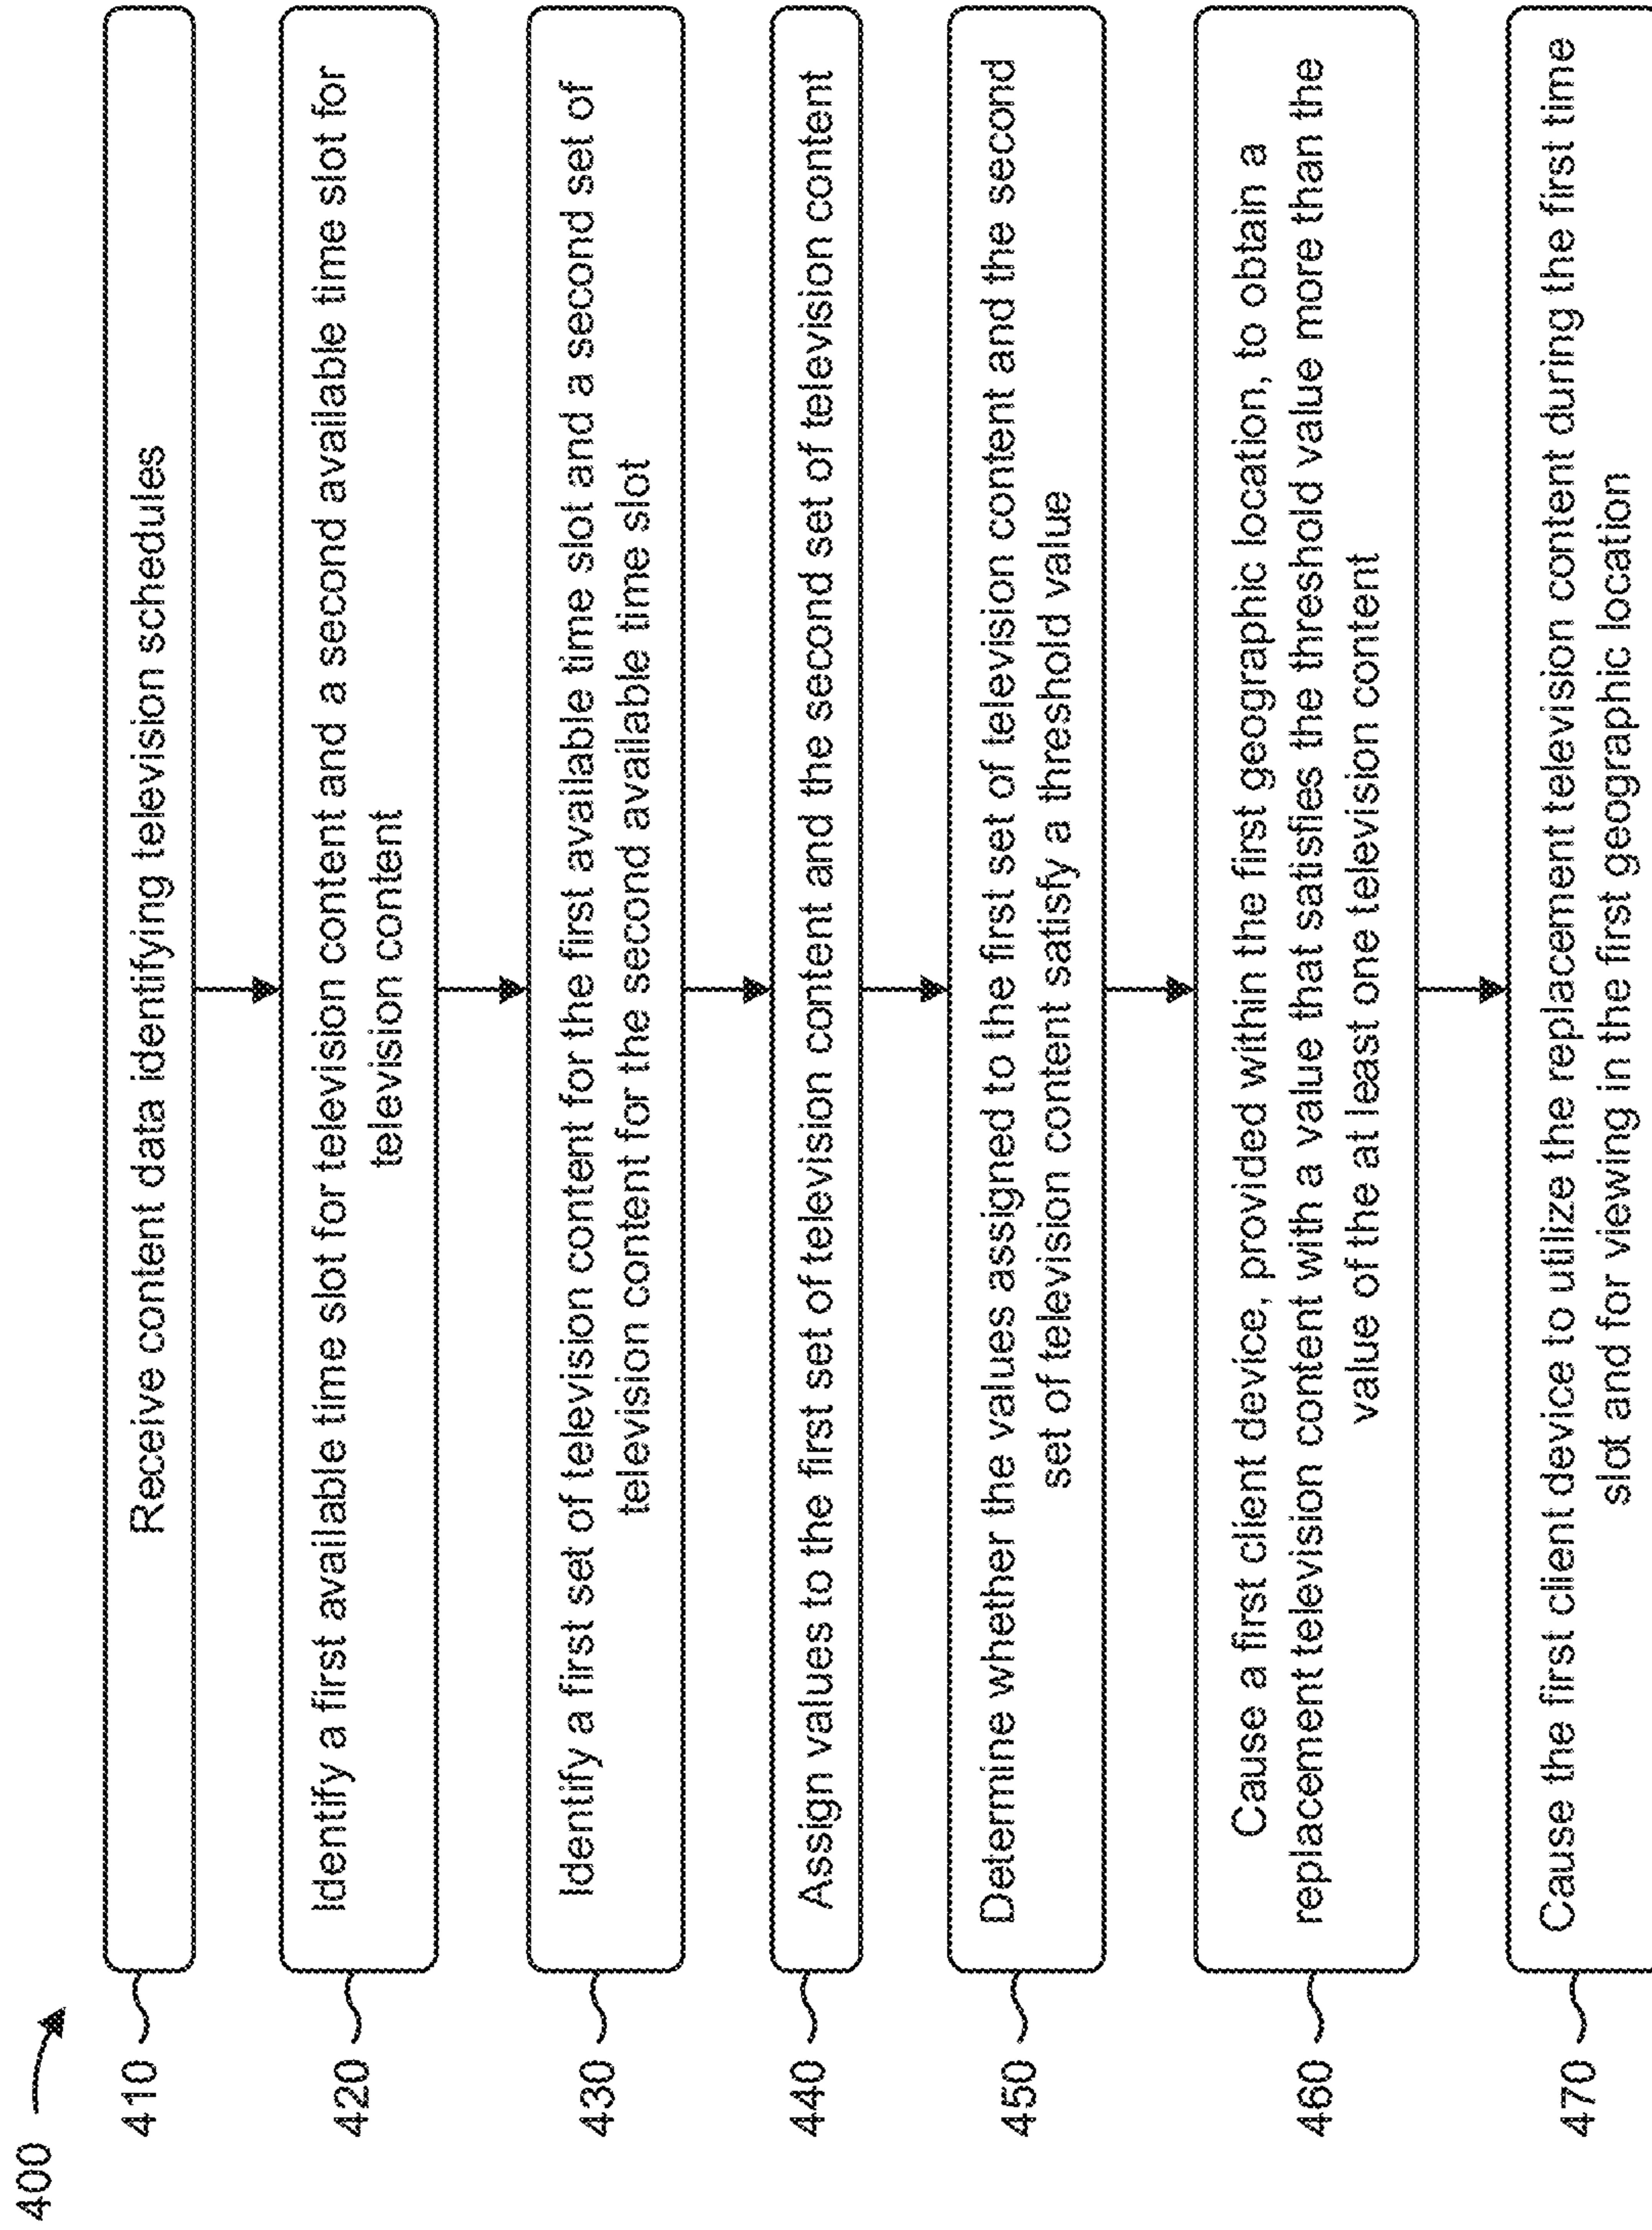 400
410
Receive content data identifying television schedules
420
Identify a first available time slot for television content and a second available time slot for
television content
430
Identify a first set of television content for the first available time slot and a second set of
television content for the second available time slot
440
Assign values to the first set of television content and the second set of television content
450
Determine whether the values assigned to the first set of television content and the second
set of television content satisfy a threshold value
460
Cause a first client device, provided within the first geographic location, to obtain a
replacement television content with a value that satisfies the threshold value more than the
value of the at least one television content
470
Cause the first client device to utilize the replacement television content during the first time
slot and for viewing in the first geographic location